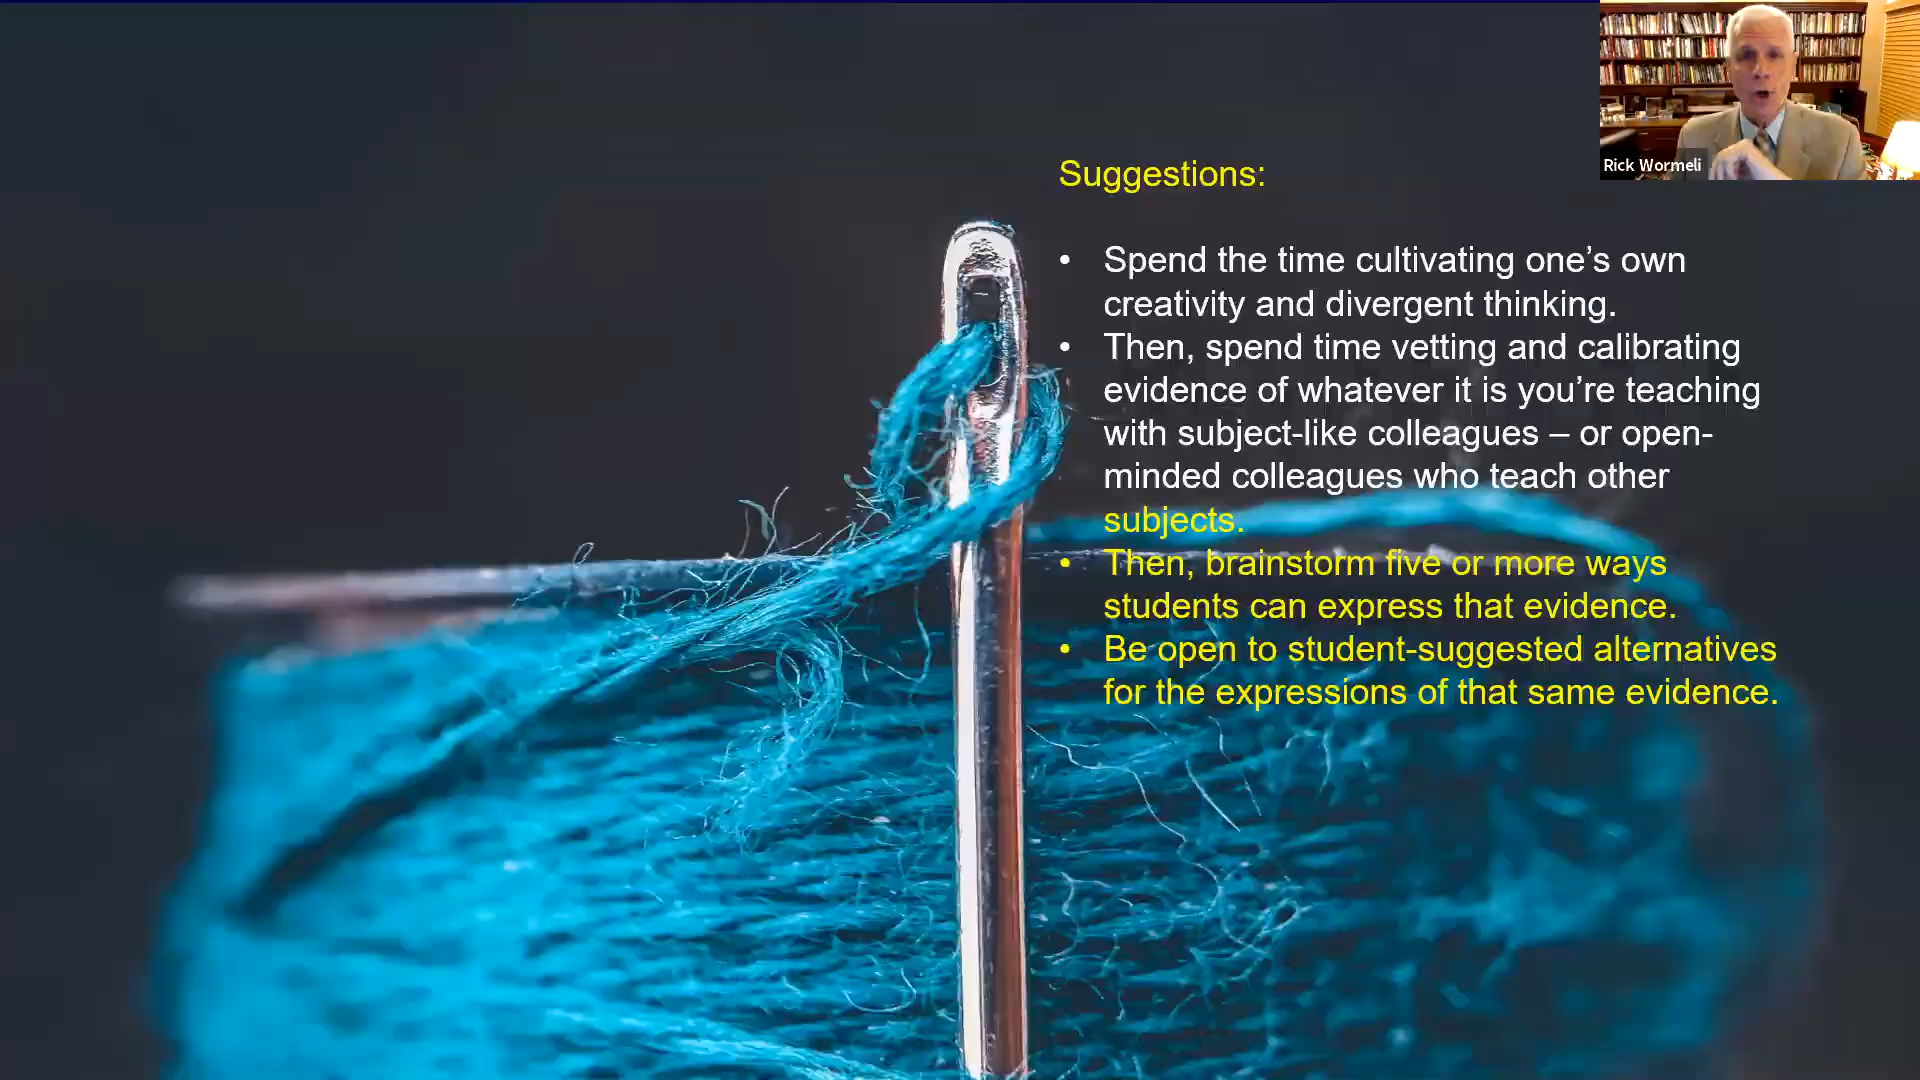 Rick Wormeli
Suggestions:
• Spend the time cultivating one’s own
creativity and divergent thinking.
• Then, spend time vetting and calibrating
evidence of whatever it is you’re teaching
with subject-like colleagues – or open-
minded colleagues who teach other
subjects.
• Then, brainstorm five or more ways
students can express that evidence.
• Be open to student-suggested alternatives
for the expressions of that same evidence.